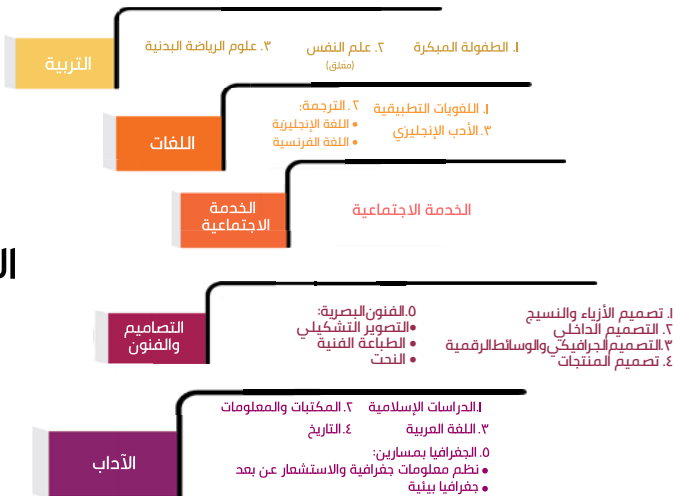 التربية
١. الطفولة المبكرة
٢. علم النفس
(مغلق)
٣. علوم الرياضة البدنية
اللغات
١. اللغويات التطبيقية
٣. الأدب الإنجليزي
٢. الترجمة:
• اللغة الإنجليزية
• اللغة الفرنسية
الخدمة
الاجتماعية
الخدمة الاجتماعية
التصاميم
والفنون
١. تصميم الأزياء والنسيج
٢. التصميم الداخلي
٣.التصميم الجرافيكي والوسائط الرقمية
٤. تصميم المنتجات
٥.الفنون البصرية:
•التصوير التشكيلي
• الطباعة الفنية
• النحت
الآداب
١.الدراسات الإسلامية
٢. المكتبات والمعلومات
٣. اللغة العربية
٤. التاريخ
٥. الجغرافيا بمسارين:
• نظم معلومات جغرافية والاستشعار عن بعد
• جغرافيا بيئية